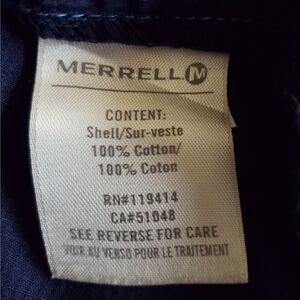 MERRELL M
CONTENT:
Shell/Sur-veste
100% Cotton/
100% Coton
RN#119414
CA#51048
SEE REVERSE FOR CARE
VOIR AU VERSO POUR LE TRAITEMENT